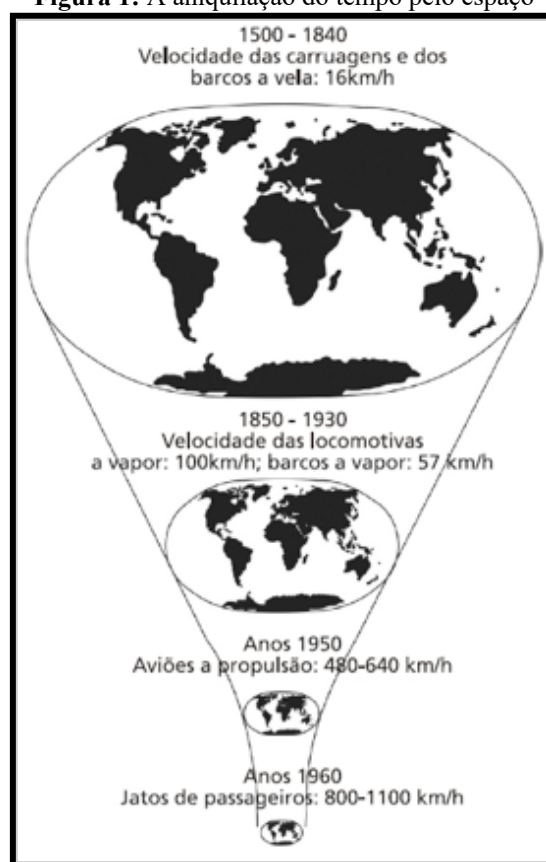 Figura 1: A aniquilação do tempo pelo espaço
1500 - 1840
Velocidade das carruagens e dos
barcos a vela: 16km/h
1850 - 1930
Velocidade das locomotivas
a vapor: 100km/h; barcos a vapor: 57 km/h
Anos 1950
Aviões a propulsão: 480-640 km/h
Anos 1960
Jatos de passageiros: 800-1100 km/h